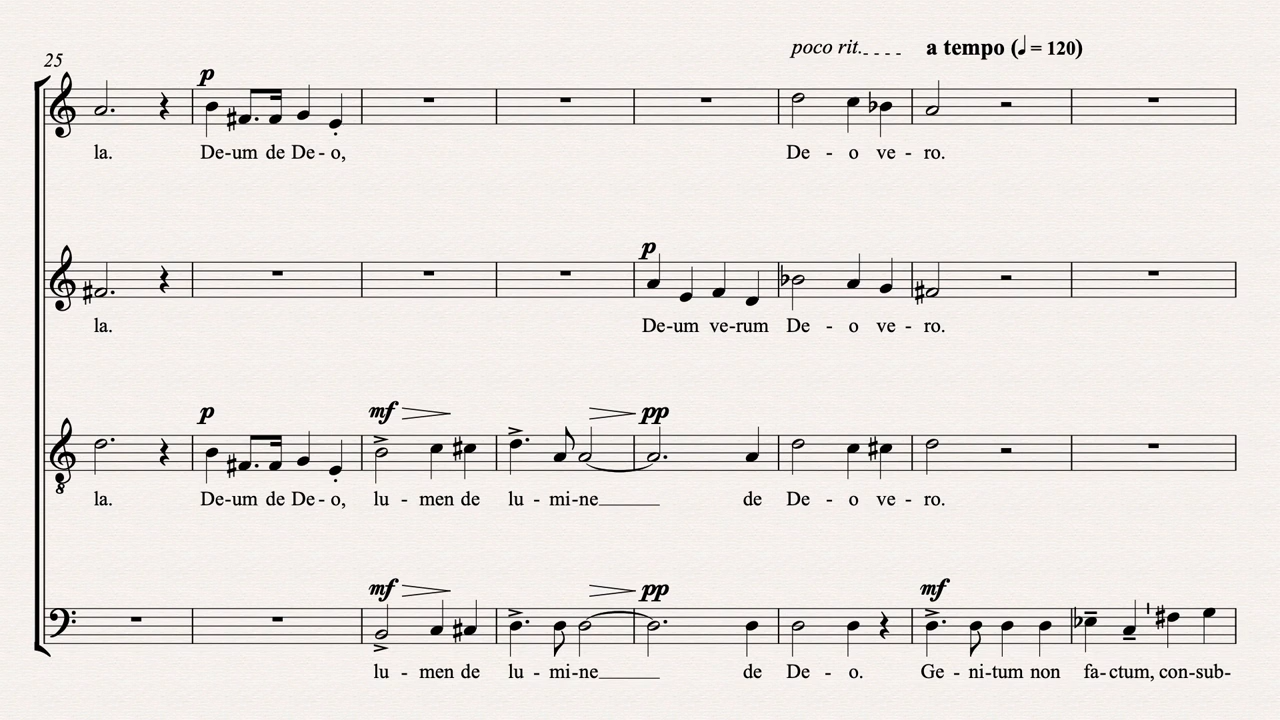 poco rit. a tempo (♩ = 120)
25
p
la. De-um de De-o, De - o ve - ro.
p
la. De-um ve-rum De - o ve - ro.
p mf pp
la. De-um de De-o, lu - men de lu - mi-ne de De - o ve - ro.
mf pp mf
lu - men de lu - mi-ne de De - o. Ge - ni-tum non fa-ctum, con-sub-